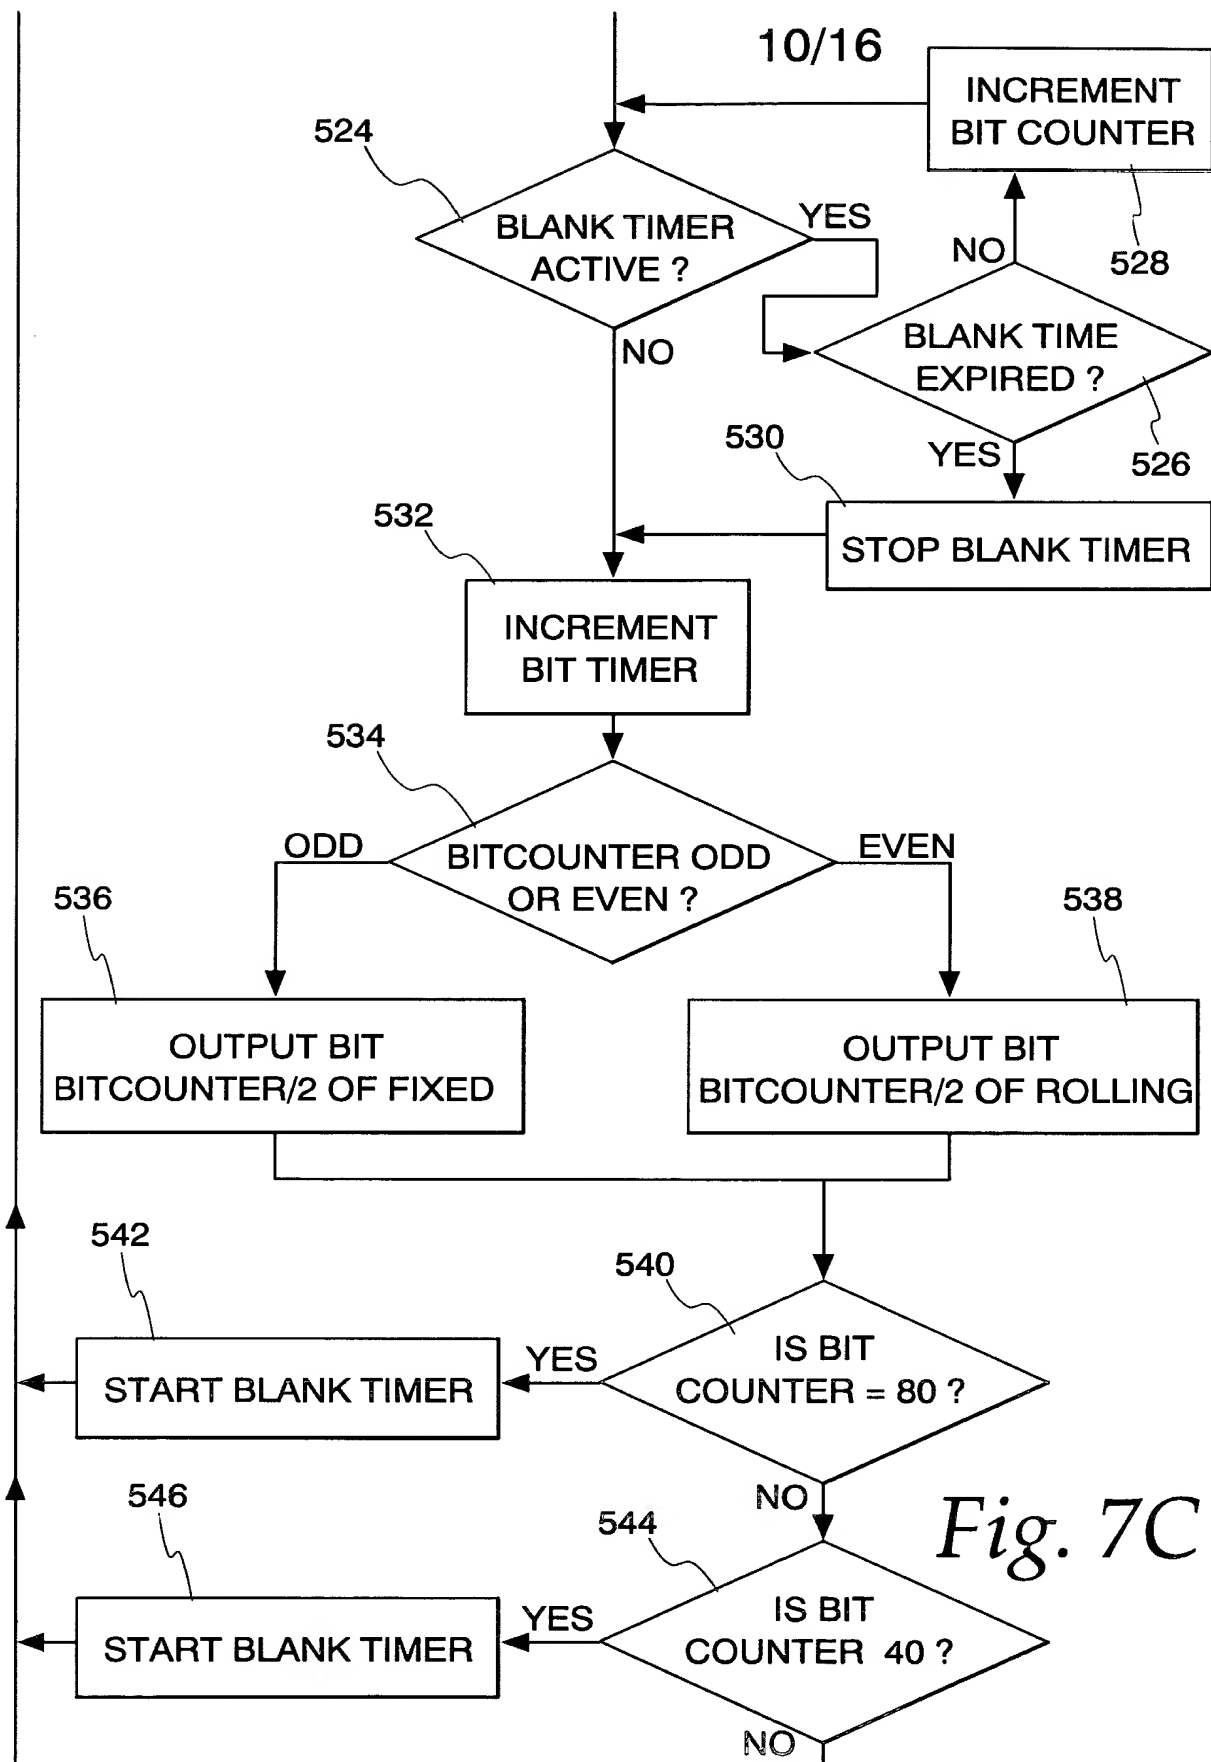 10/16
INCREMENT
BIT COUNTER
524
BLANK TIMER
ACTIVE ?
YES
NO
528
NO
BLANK TIME
EXPIRED ?
526
YES
530
STOP BLANK TIMER
532
INCREMENT
BIT TIMER
534
BITCOUNTER ODD
OR EVEN ?
ODD
EVEN
536
538
OUTPUT BIT
BITCOUNTER/2 OF FIXED
OUTPUT BIT
BITCOUNTER/2 OF ROLLING
542
540
START BLANK TIMER
YES
IS BIT
COUNTER = 80 ?
NO
546
544
START BLANK TIMER
YES
IS BIT
COUNTER 40 ?
NO
Fig. 7C